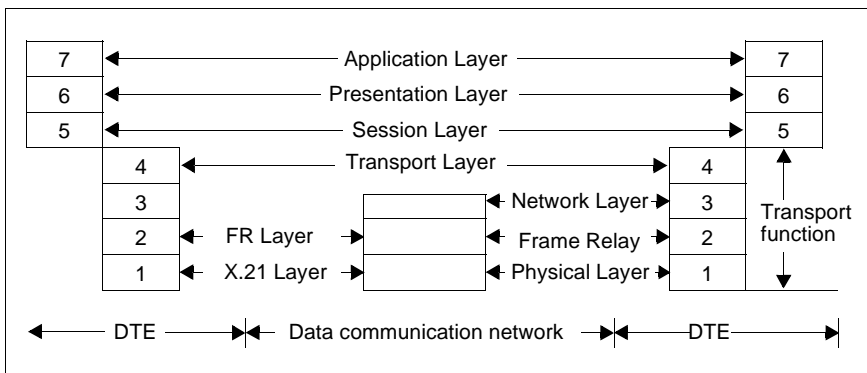 7 Application Layer 7
6 Presentation Layer 6
5 Session Layer 5
4 Transport Layer 4
3 Network Layer 3
Transport
function
2 FR Layer Frame Relay 2
1 X.21 Layer Physical Layer 1
DTE Data communication network DTE